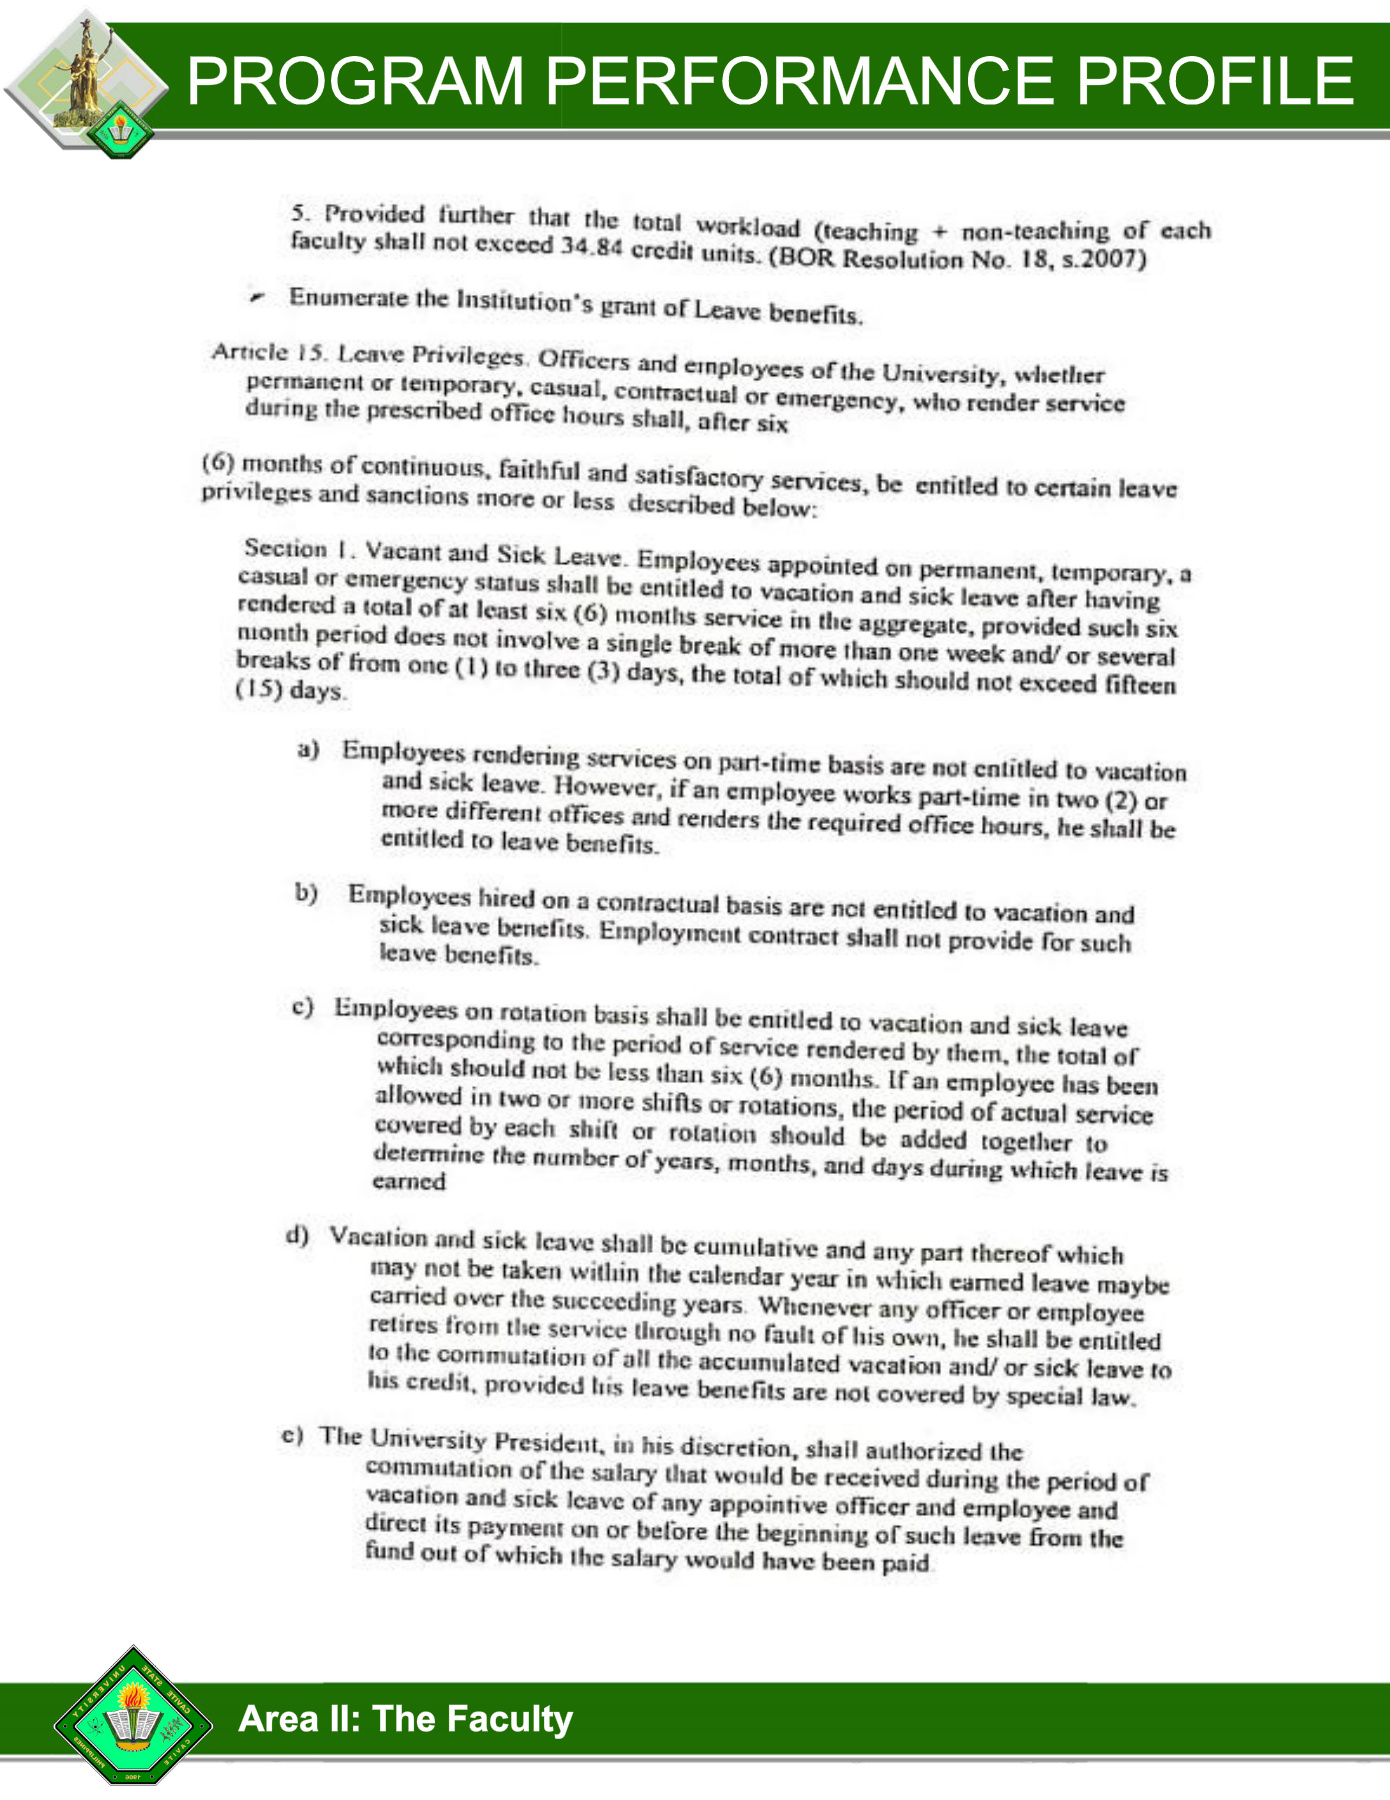 PROGRAM PERFORMANCE PROFILE
5. Provided further that the total workload (teaching + non-teaching of each
faculty shall not exceed 34.84 credit units. (BOR Resolution No. 18, s.2007)
Enumerate the Institution's grant of Leave benefits.
Article 15. Leave Privileges. Officers and employees of the University, whether
permanent or temporary, casual, contractual or emergency, who render service
during the prescribed office hours shall, after six
(6) months of continuous, faithful and satisfactory services, be entitled to certain leave
privileges and sanctions more or less described below:
Section 1. Vacant and Sick Leave. Employees appointed on permanent, temporary, a
casual or emergency status shall be entitled to vacation and sick leave after having
rendered a total of at least six (6) months service in the aggregate, provided such six
month period does not involve a single break of more than one week and/ or several
breaks of from one (1) to three (3) days, the total of which should not exceed fifteen
(15) days.
a) Employees rendering services on part-time basis are not entitled to vacation
and sick leave. However, if an employee works part-time in two (2) or
more different offices and renders the required office hours, he shall be
entitled to leave benefits.
b) Employees hired on a contractual basis are not entitled to vacation and
sick leave benefits. Employment contract shall not provide for such
leave benefits.
c) Employees on rotation basis shall be entitled to vacation and sick leave
corresponding to the period of service rendered by them, the total of
which should not be less than six (6) months. If an employee has been
allowed in two or more shifts or rotations, the period of actual service
covered by each shift or rotation should be added together to
determine the number of years, months, and days during which leave is
earned
d) Vacation and sick leave shall be cumulative and any part thereof which
may not be taken within the calendar year in which earned leave maybe
carried over the succeeding years. Whenever any officer or employee
retires from the service through no fault of his own, he shall be entitled
to the commutation of all the accumulated vacation and/ or sick leave to
his credit, provided his leave benefits are not covered by special law.
e) The University President, in his discretion, shall authorized the
commutation of the salary that would be received during the period of
vacation and sick leave of any appointive officer and employee and
direct its payment on or before the beginning of such leave from the
fund out of which the salary would have been paid
CAVITE STATE UNIVERSITY
CAVITE
PHILIPPINES
1906
Area II: The Faculty